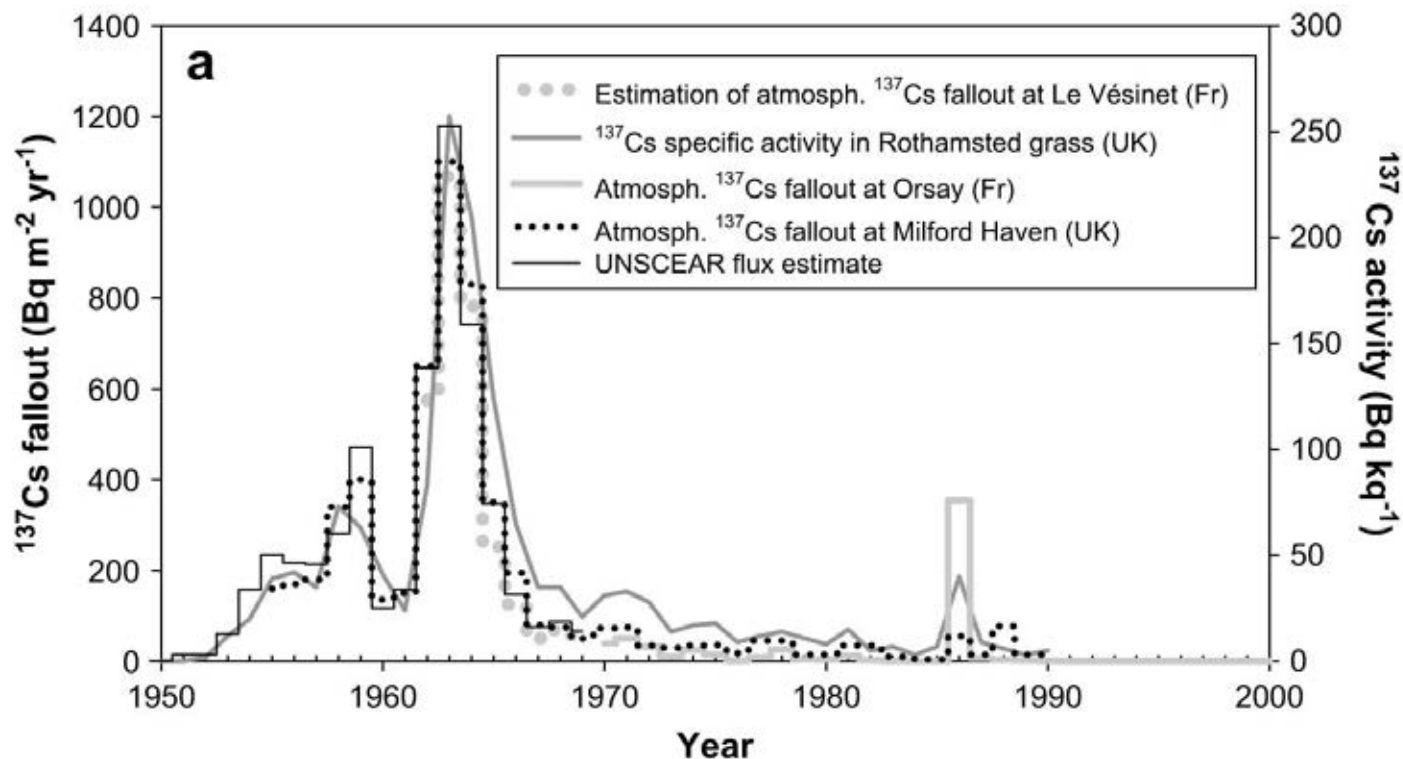 a
Estimation of atmosph. ¹³⁷Cs fallout at Le Vésinet (Fr)
¹³⁷Cs specific activity in Rothamsted grass (UK)
Atmosph. ¹³⁷Cs fallout at Orsay (Fr)
Atmosph. ¹³⁷Cs fallout at Milford Haven (UK)
UNSCEAR flux estimate
¹³⁷Cs fallout (Bq m⁻² yr⁻¹)
1400
1200
1000
800
600
400
200
0
300
250
200
150
100
50
0
¹³⁷Cs activity (Bq kq⁻¹)
1950 1960 1970 1980 1990 2000
Year